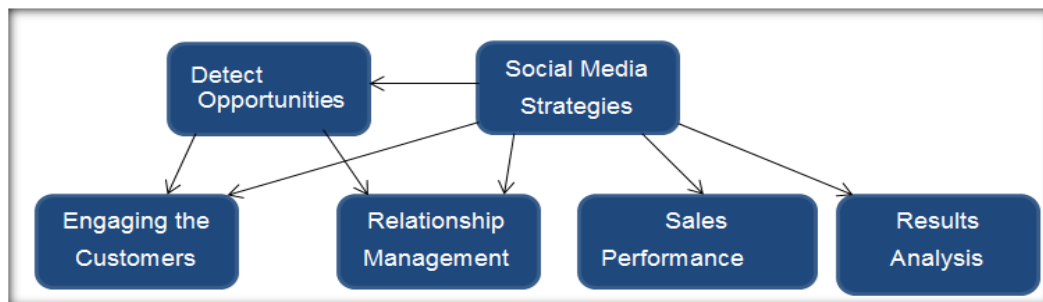 Detect
Opportunities
Social Media
Strategies
Engaging the
Customers
Relationship
Management
Sales
Performance
Results
Analysis